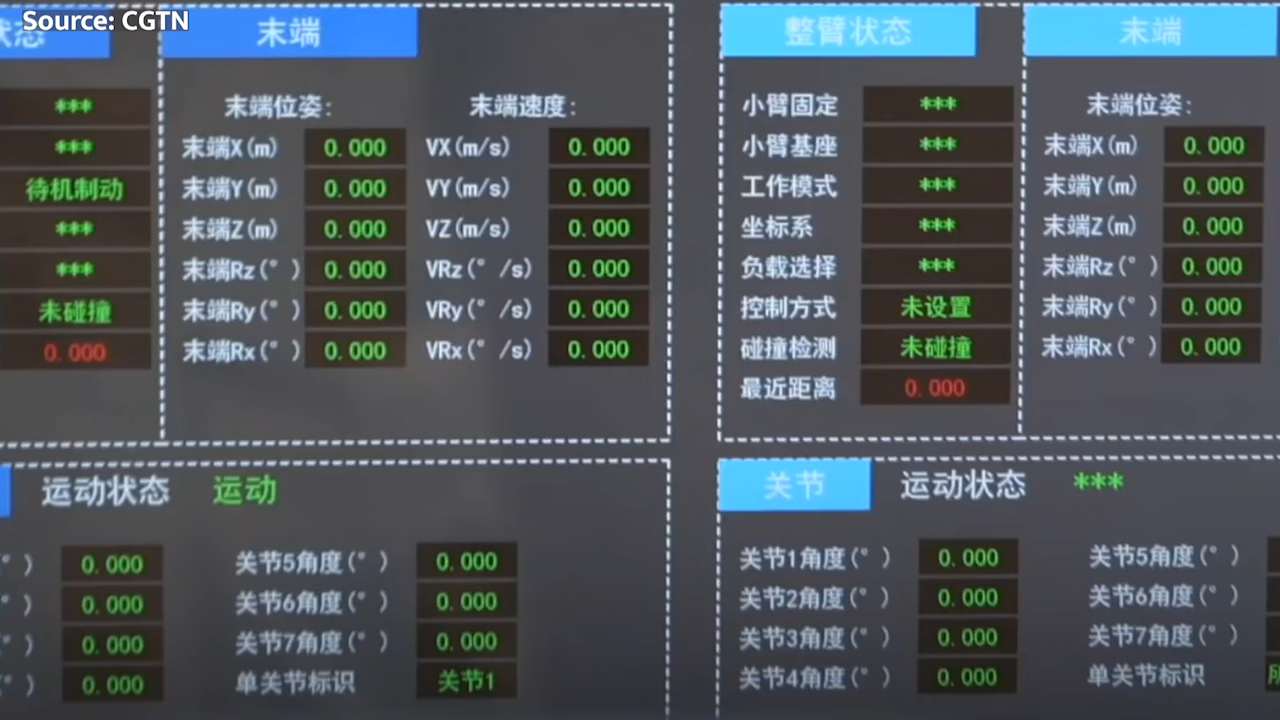 Source: CGTN
状态 末端 整臂状态 末端
末端位姿: 末端速度: 末端位姿:
*** 小臂固定 ***
*** 末端X(m) 0.000 VX(m/s) 0.000 小臂基座 *** 末端X(m) 0.000
待机制动 末端Y(m) 0.000 VY(m/s) 0.000 工作模式 *** 末端Y(m) 0.000
*** 末端Z(m) 0.000 VZ(m/s) 0.000 坐标系 *** 末端Z(m) 0.000
*** 末端Rz(° ) 0.000 VRz(° /s) 0.000 负载选择 *** 末端Rz(° ) 0.000
未碰撞 末端Ry(° ) 0.000 VRy(° /s) 0.000 控制方式 未设置 末端Ry(° ) 0.000
0.000 末端Rx(° ) 0.000 VRx(° /s) 0.000 碰撞检测 未碰撞 末端Rx(° ) 0.000
最近距离 0.000
运动状态 运动 关节 运动状态 ***
° ) 0.000 关节5角度(° ) 0.000 关节1角度(° ) 0.000 关节5角度(° )
° ) 0.000 关节6角度(° ) 0.000 关节2角度(° ) 0.000 关节6角度(° )
° ) 0.000 关节7角度(° ) 0.000 关节3角度(° ) 0.000 关节7角度(° )
° ) 0.000 单关节标识 关节1 关节4角度(° ) 0.000 单关节标识